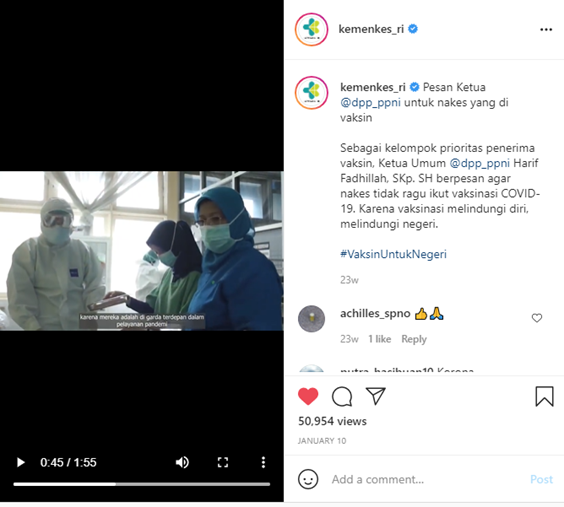 kemenkes_ri
kemenkes_ri Pesan Ketua
@dpp_ppni untuk nakes yang di
vaksin
Sebagai kelompok prioritas penerima
vaksin, Ketua Umum @dpp_ppni Harif
Fadhillah, SKp. SH berpesan agar
nakes tidak ragu ikut vaksinasi COVID-
19. Karena vaksinasi melindungi diri,
melindungi negeri.
#VaksinUntukNegeri
23w
achilles_spno 👍🙏
23w 1 like Reply
karena mereka adalah di garda terdepan dalam
pelayanan pandemi
50,954 views
JANUARY 10
0:45 / 1:55
Add a comment...
Post